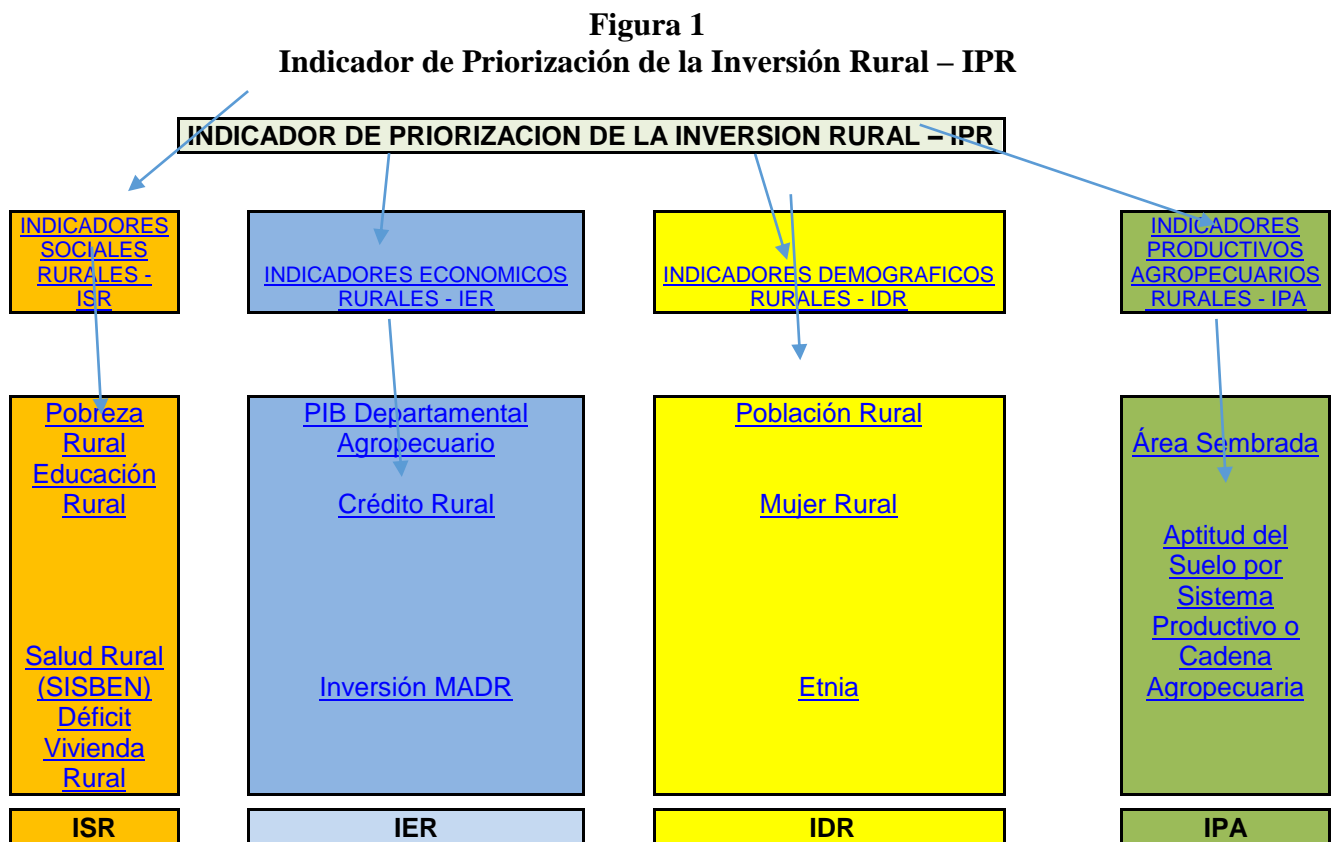 Figura 1
Indicador de Priorización de la Inversión Rural – IPR
INDICADOR DE PRIORIZACION DE LA INVERSION RURAL – IPR
INDICADORES
SOCIALES
RURALES -
ISR
INDICADORES ECONOMICOS
RURALES - IER
INDICADORES DEMOGRAFICOS
RURALES - IDR
INDICADORES
PRODUCTIVOS
AGROPECUARIOS
RURALES - IPA
Pobreza
Rural
Educación
Rural
Salud Rural
(SISBEN)
Déficit
Vivienda
Rural
PIB Departamental
Agropecuario
Crédito Rural
Inversión MADR
Población Rural
Mujer Rural
Etnia
Área Sembrada
Aptitud del
Suelo por
Sistema
Productivo o
Cadena
Agropecuaria
ISR
IER
IDR
IPA